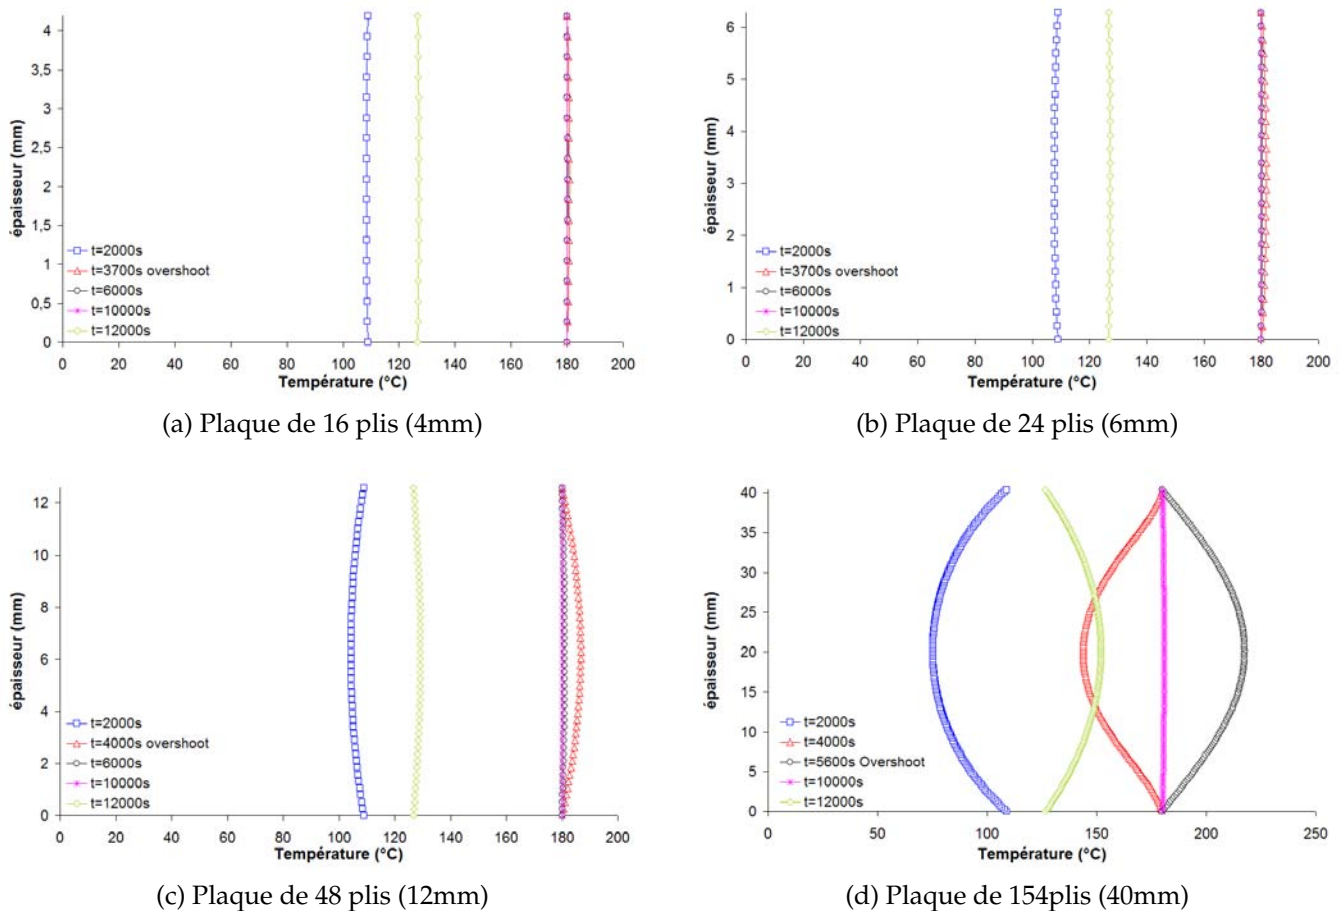 4
3,5
3
2,5
2
1,5
1
0,5
0
épaisseur (mm)
t=2000s
t=3700s overshoot
t=6000s
t=10000s
t=12000s
0 20 40 60 80 100 120 140 160 180 200
Température (°C)
(a) Plaque de 16 plis (4mm)
6
5
4
3
2
1
0
épaisseur (mm)
t=2000s
t=3700s overshoot
t=6000s
t=10000s
t=12000s
0 20 40 60 80 100 120 140 160 180 200
Température (°C)
(b) Plaque de 24 plis (6mm)
12
10
8
6
4
2
0
épaisseur (mm)
t=2000s
t=4000s overshoot
t=6000s
t=10000s
t=12000s
0 20 40 60 80 100 120 140 160 180 200
Température (°C)
(c) Plaque de 48 plis (12mm)
40
35
30
25
20
15
10
5
0
épaisseur (mm)
t=2000s
t=4000s
t=5600s Overshoot
t=10000s
t=12000s
0 50 100 150 200 250
Température (°C)
(d) Plaque de 154plis (40mm)